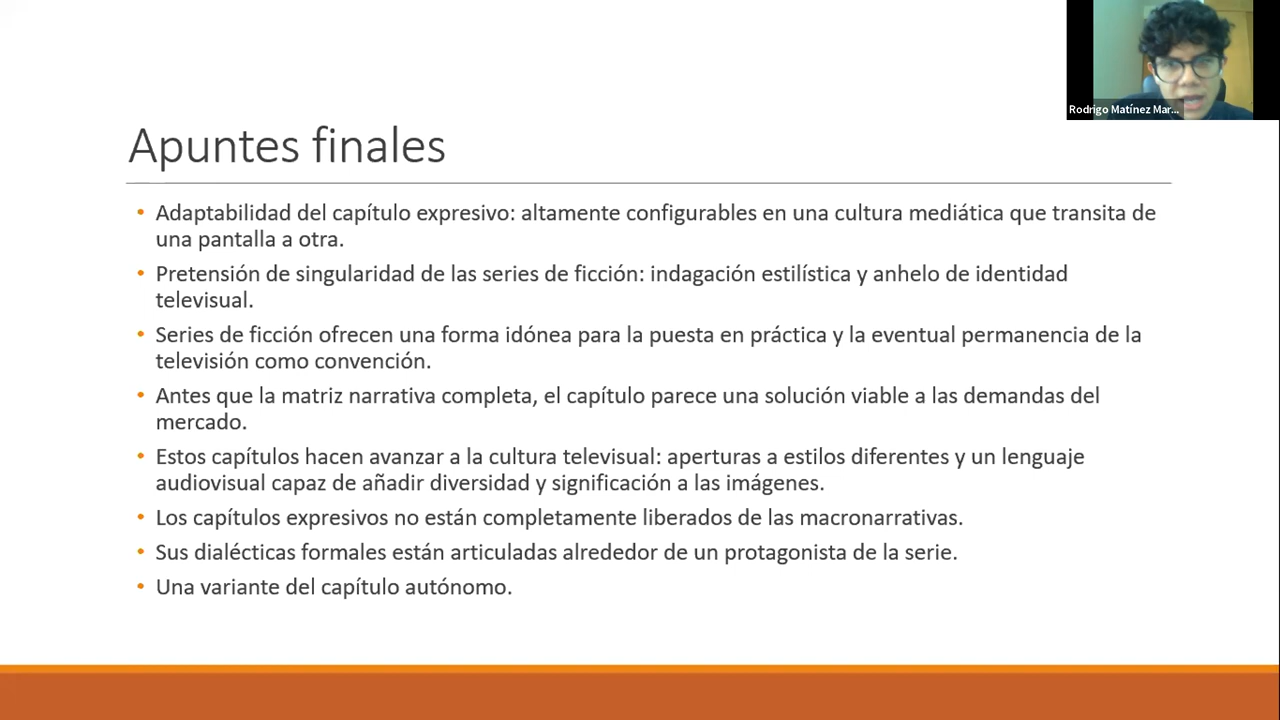 Rodrigo Matínez Mar...
Apuntes finales
• Adaptabilidad del capítulo expresivo: altamente configurables en una cultura mediática que transita de
una pantalla a otra.
• Pretensión de singularidad de las series de ficción: indagación estilística y anhelo de identidad
televisual.
• Series de ficción ofrecen una forma idónea para la puesta en práctica y la eventual permanencia de la
televisión como convención.
• Antes que la matriz narrativa completa, el capítulo parece una solución viable a las demandas del
mercado.
• Estos capítulos hacen avanzar a la cultura televisual: aperturas a estilos diferentes y un lenguaje
audiovisual capaz de añadir diversidad y significación a las imágenes.
• Los capítulos expresivos no están completamente liberados de las macronarrativas.
• Sus dialécticas formales están articuladas alrededor de un protagonista de la serie.
• Una variante del capítulo autónomo.